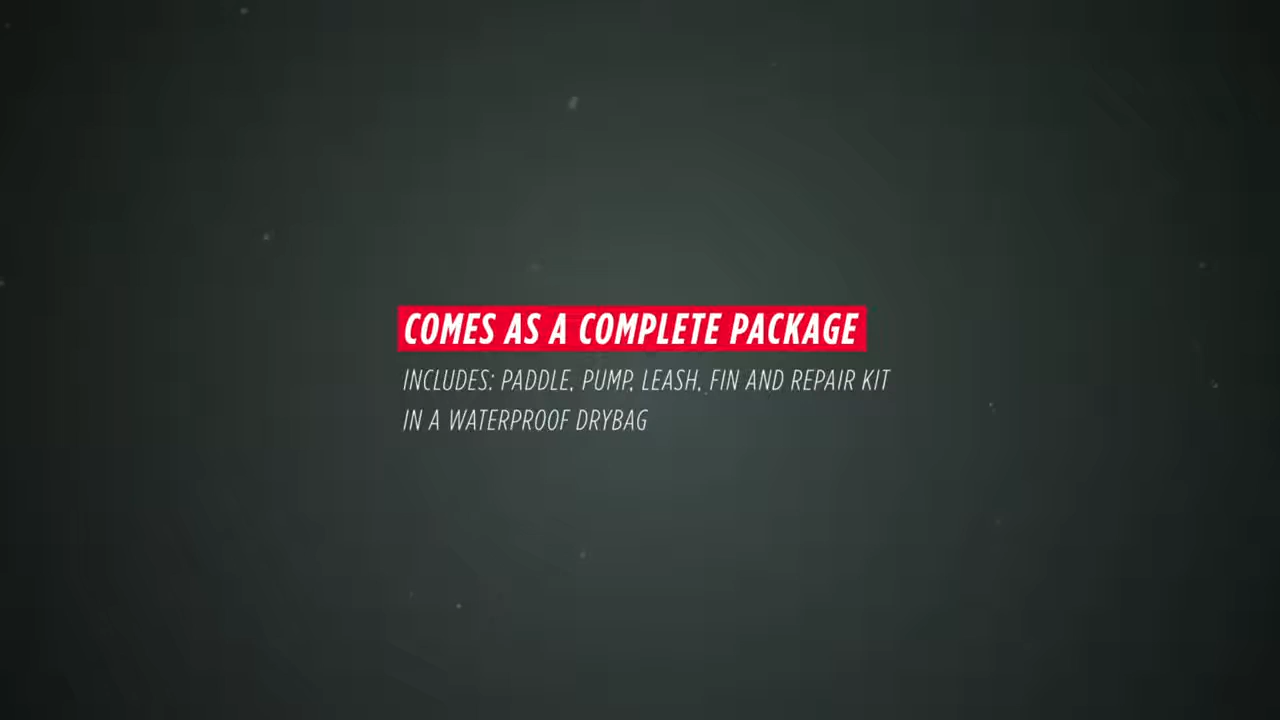 COMES AS A COMPLETE PACKAGE
INCLUDES: PADDLE, PUMP, LEASH, FIN AND REPAIR KIT
IN A WATERPROOF DRYBAG